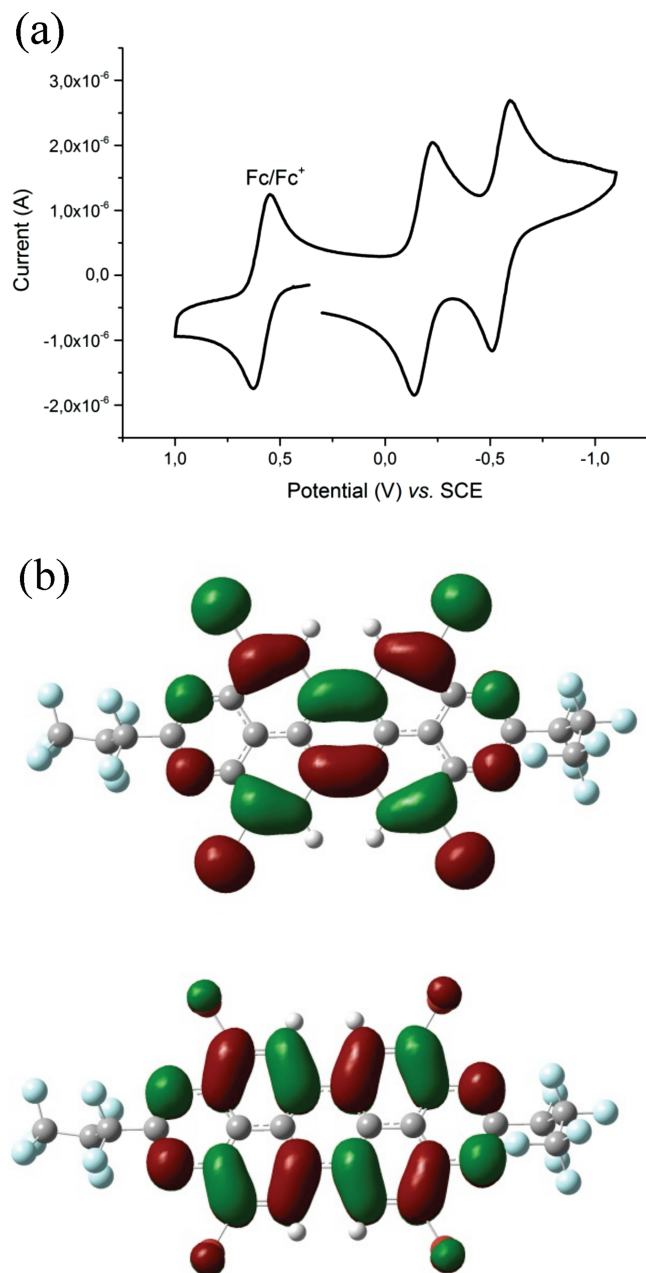 (a)
3,0x10⁻⁶
2,0x10⁻⁶
1,0x10⁻⁶
0,0
-1,0x10⁻⁶
-2,0x10⁻⁶
Current (A)
Fc/Fc⁺
1,0
0,5
0,0
-0,5
-1,0
Potential (V) vs. SCE
(b)